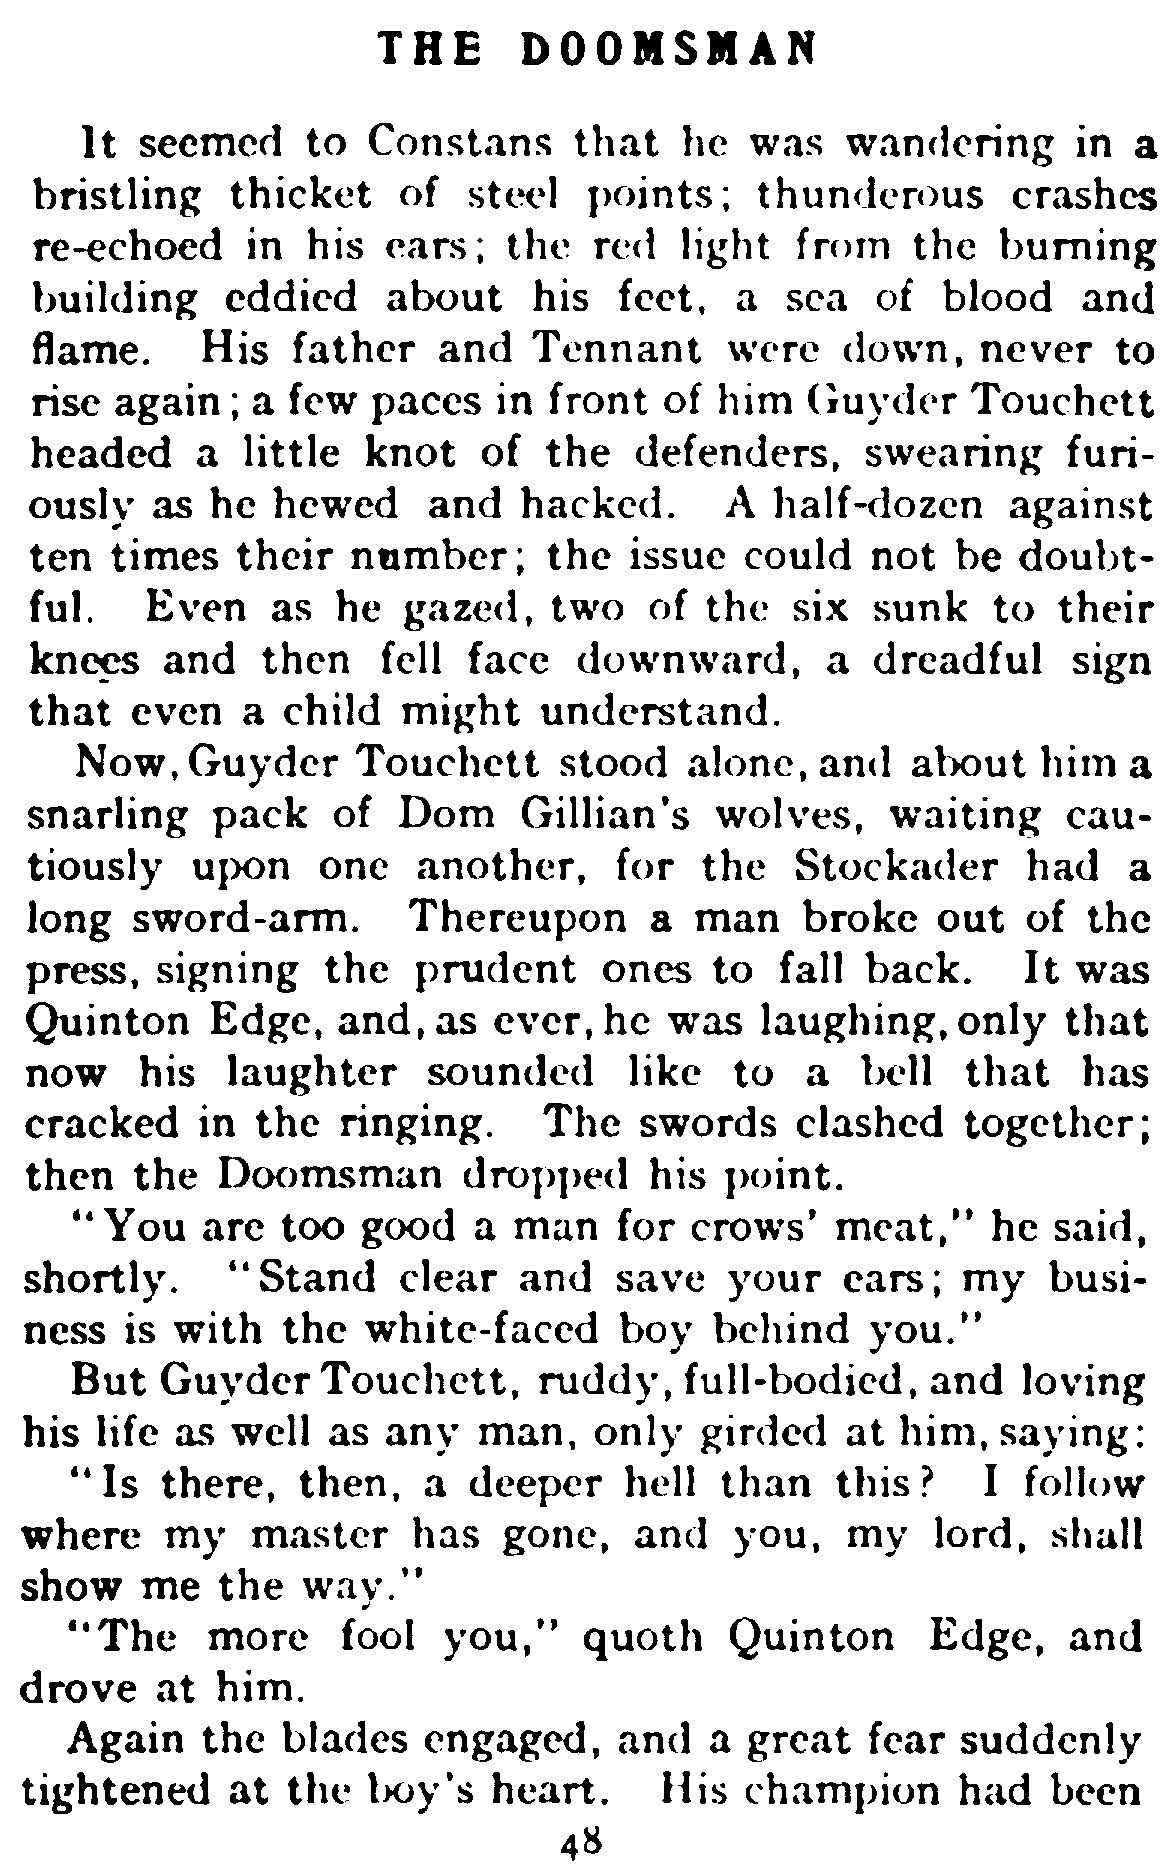 THE DOOMSMAN
It seemed to Constans that he was wandering in a
bristling thicket of steel points; thunderous crashes
re-echoed in his ears; the red light from the burning
building eddied about his feet, a sea of blood and
flame. His father and Tennant were down, never to
rise again; a few paces in front of him Guyder Touchett
headed a little knot of the defenders, swearing furi-
ously as he hewed and hacked. A half-dozen against
ten times their number; the issue could not be doubt-
ful. Even as he gazed, two of the six sunk to their
knees and then fell face downward, a dreadful sign
that even a child might understand.
Now, Guyder Touchett stood alone, and about him a
snarling pack of Dom Gillian's wolves, waiting cau-
tiously upon one another, for the Stockader had a
long sword-arm. Thereupon a man broke out of the
press, signing the prudent ones to fall back. It was
Quinton Edge, and, as ever, he was laughing, only that
now his laughter sounded like to a bell that has
cracked in the ringing. The swords clashed together;
then the Doomsman dropped his point.
"You are too good a man for crows' meat," he said,
shortly. "Stand clear and save your ears; my busi-
ness is with the white-faced boy behind you."
But Guyder Touchett, ruddy, full-bodied, and loving
his life as well as any man, only girded at him, saying:
"Is there, then, a deeper hell than this? I follow
where my master has gone, and you, my lord, shall
show me the way."
"The more fool you," quoth Quinton Edge, and
drove at him.
Again the blades engaged, and a great fear suddenly
tightened at the boy's heart. His champion had been
48